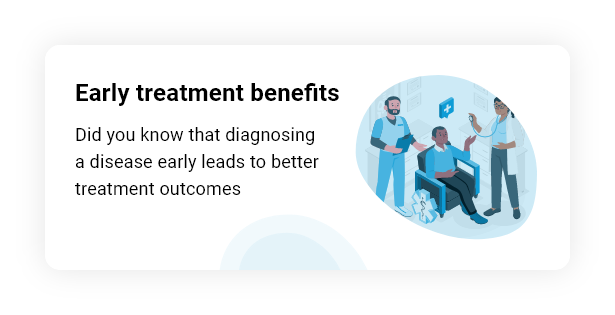 Early treatment benefits
Did you know that diagnosing
a disease early leads to better
treatment outcomes